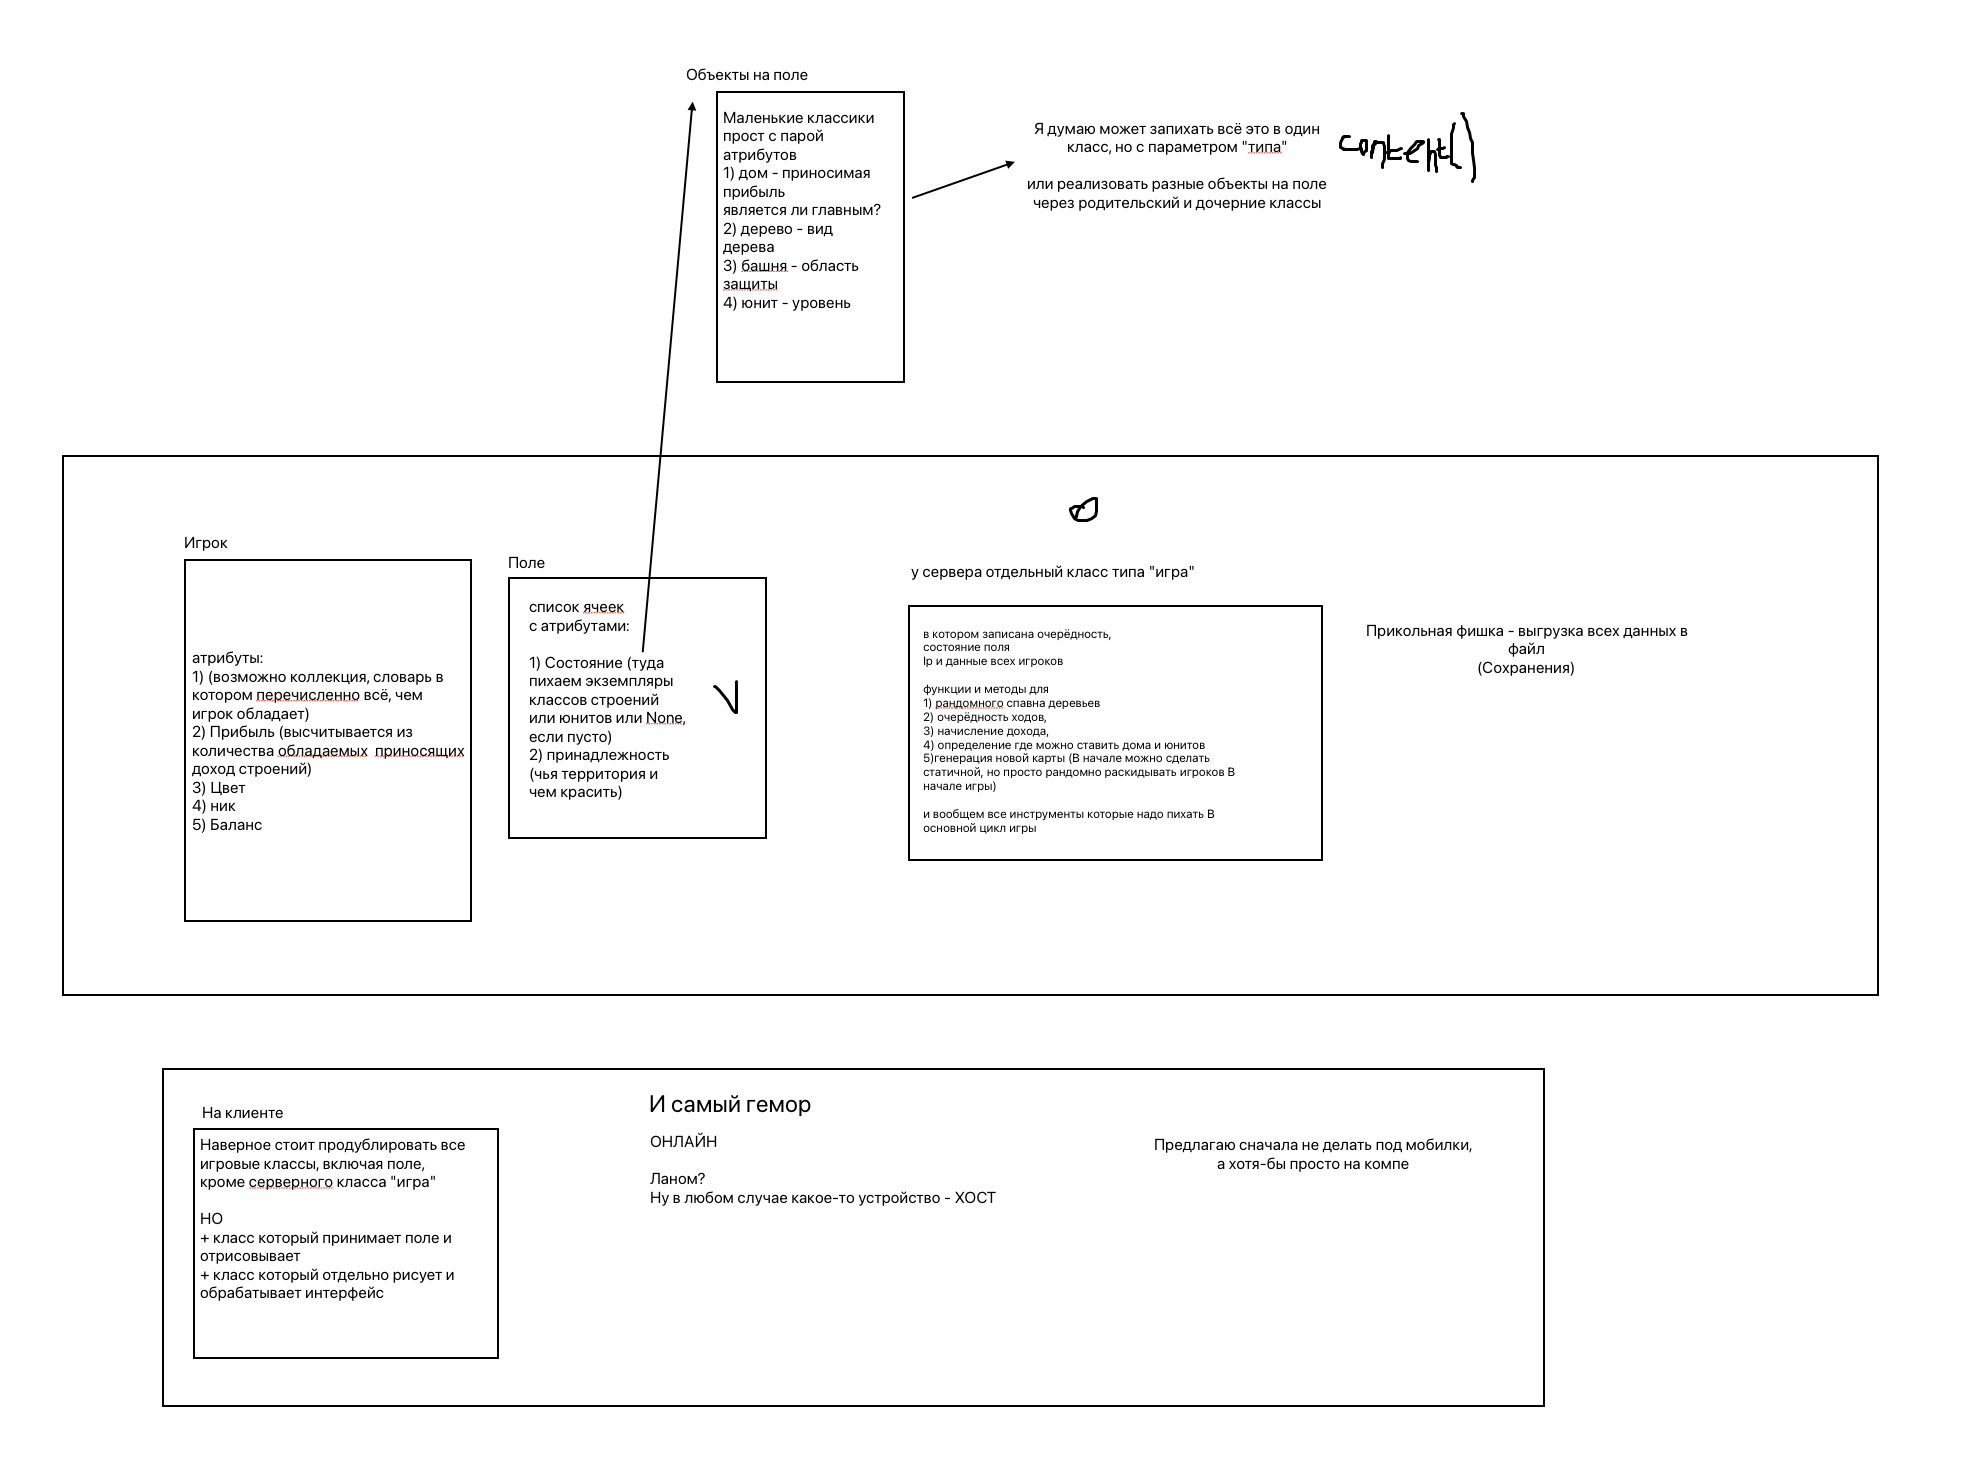 Объекты на поле
Маленькие классики
прост с парой
атрибутов
1) дом - приносимая
прибыль
является ли главным?
2) дерево - вид
дерева
3) башня - область
защиты
4) юнит - уровень
Я думаю может запихать всё это в один
класс, но с параметром "типа"
или реализовать разные объекты на поле
через родительский и дочерние классы
content()
Игрок
атрибуты:
1) (возможно коллекция, словарь в
котором перечисленно всё, чем
игрок обладает)
2) Прибыль (высчитывается из
количества обладаемых  приносящих
доход строений)
3) Цвет
4) ник
5) Баланс
Поле
список ячеек
с атрибутами:
1) Состояние (туда
пихаем экземпляры
классов строений
или юнитов или None,
если пусто)
2) принадлежность
(чья территория и
чем красить)
у сервера отдельный класс типа "игра"
в котором записана очерёдность,
состояние поля
Ip и данные всех игроков
функции и методы для
1) рандомного спавна деревьев
2) очерёдность ходов,
3) начисление дохода,
4) определение где можно ставить дома и юнитов
5)генерация новой карты (В начале можно сделать
статичной, но просто рандомно раскидывать игроков В
начале игры)
и вообщем все инструменты которые надо пихать В
основной цикл игры
Прикольная фишка - выгрузка всех данных в
файл
(Сохранения)
На клиенте
Наверное стоит продублировать все
игровые классы, включая поле,
кроме серверного класса "игра"
НО
+ класс который принимает поле и
отрисовывает
+ класс который отдельно рисует и
обрабатывает интерфейс
И самый гемор
ОНЛАЙН
Ланом?
Ну в любом случае какое-то устройство - ХОСТ
Предлагаю сначала не делать под мобилки,
а хотя-бы просто на компе